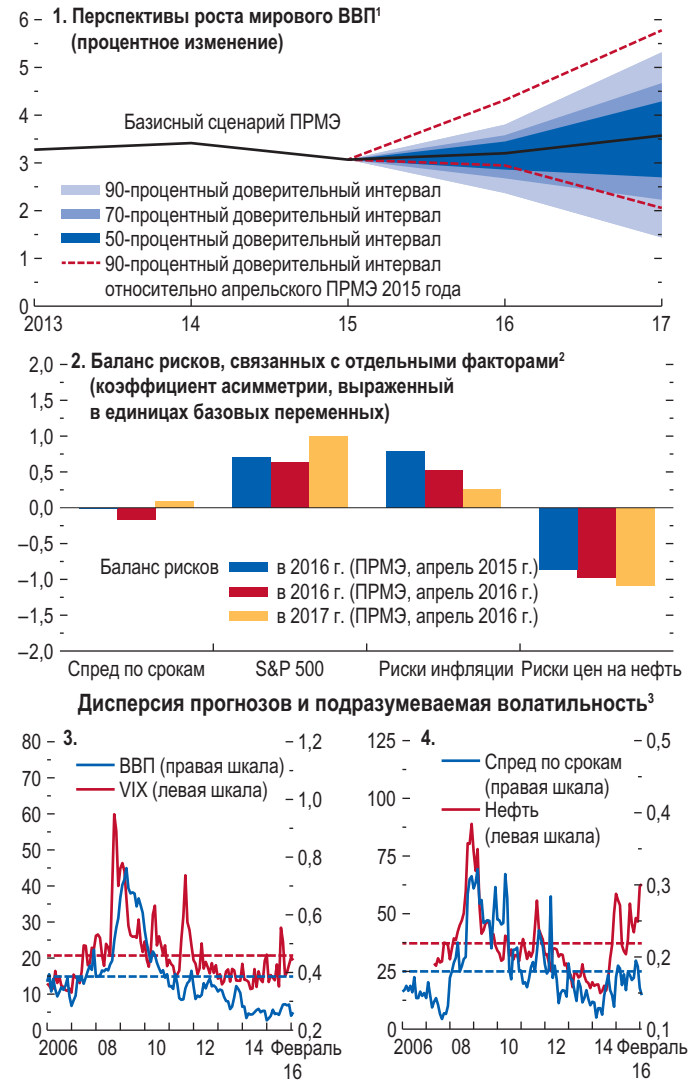 1. Перспективы роста мирового ВВП¹
(процентное изменение)
6
5
4
3
2
1
0
Базисный сценарий ПРМЭ
90-процентный доверительный интервал
70-процентный доверительный интервал
50-процентный доверительный интервал
90-процентный доверительный интервал
относительно апрельского ПРМЭ 2015 года
2013 14 15 16 17
2. Баланс рисков, связанных с отдельными факторами²
(коэффициент асимметрии, выраженный
в единицах базовых переменных)
2,0
1,5
1,0
0,5
0,0
–0,5
–1,0
–1,5
–2,0
Баланс рисков
в 2016 г. (ПРМЭ, апрель 2015 г.)
в 2016 г. (ПРМЭ, апрель 2016 г.)
в 2017 г. (ПРМЭ, апрель 2016 г.)
Спред по срокам S&P 500 Риски инфляции Риски цен на нефть
Дисперсия прогнозов и подразумеваемая волатильность³
3.
80
70
60
50
40
30
20
10
0
ВВП (правая шкала)
VIX (левая шкала)
1,2
1,0
0,8
0,6
0,4
0,2
2006 08 10 12 14 Февраль
16
4.
125
100
75
50
25
0
Спред по срокам
(правая шкала)
Нефть
(левая шкала)
0,5
0,4
0,3
0,2
0,1
2006 08 10 12 14 Февраль
16